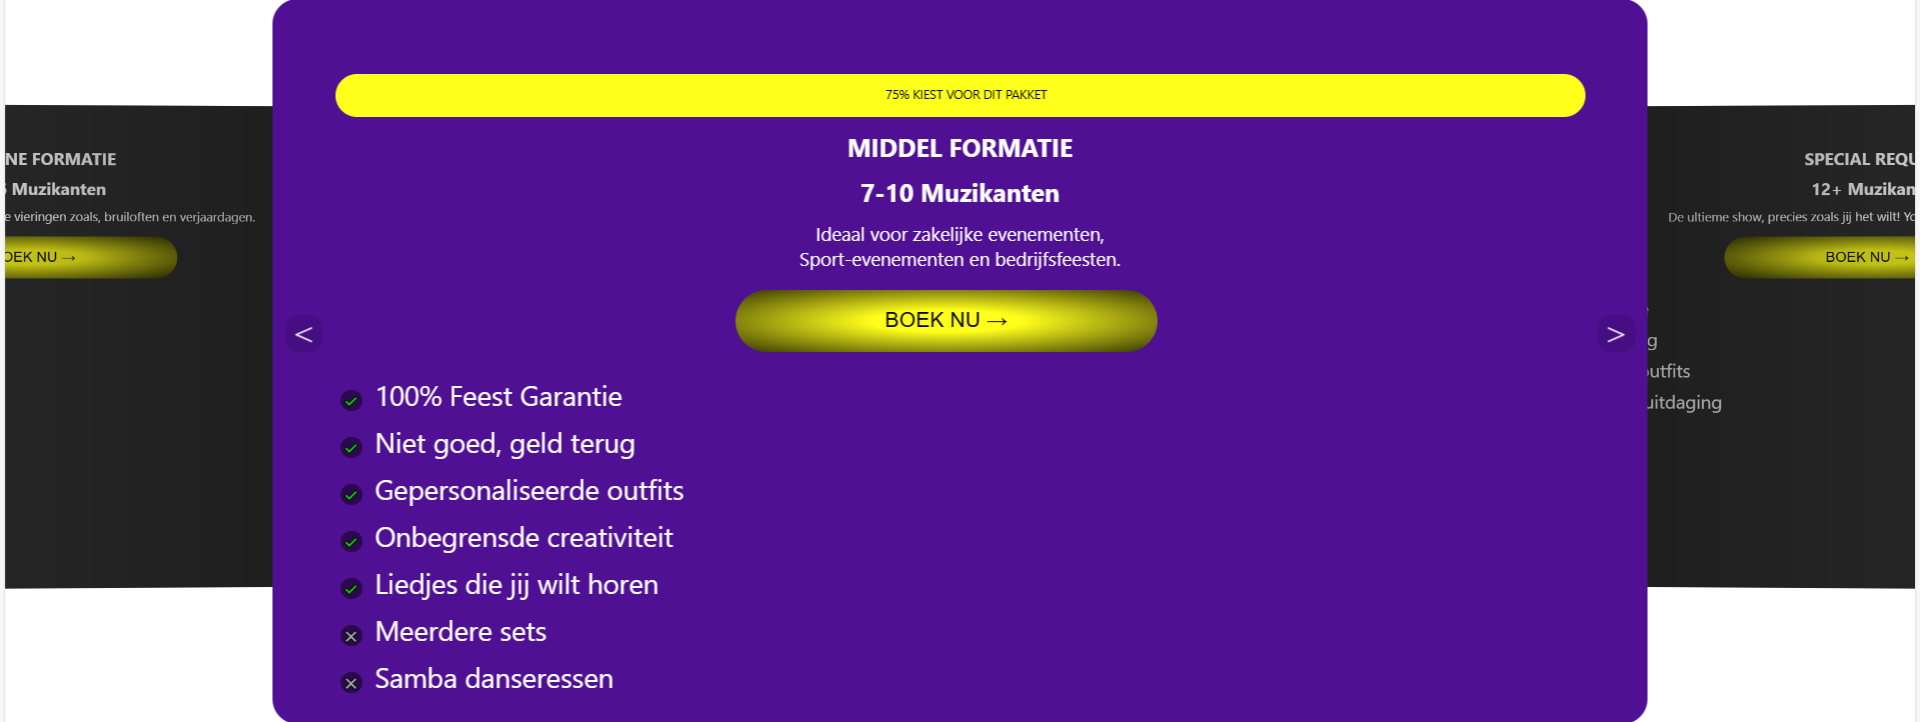 75% KIEST VOOR DIT PAKKET
MIDDEL FORMATIE
7-10 Muzikanten
Ideaal voor zakelijke evenementen,
Sport-evenementen en bedrijfsfeesten.
BOEK NU →
<
>
100% Feest Garantie
Niet goed, geld terug
Gepersonaliseerde outfits
Onbegrensde creativiteit
Liedjes die jij wilt horen
Meerdere sets
Samba danseressen
NE FORMATIE
Muzikanten
e vieringen zoals, bruiloften en verjaardagen.
OEK NU →
SPECIAL REQU
12+ Muzikan
De ultieme show, precies zoals jij het wilt! Yo
BOEK NU →
g
outfits
uitdaging